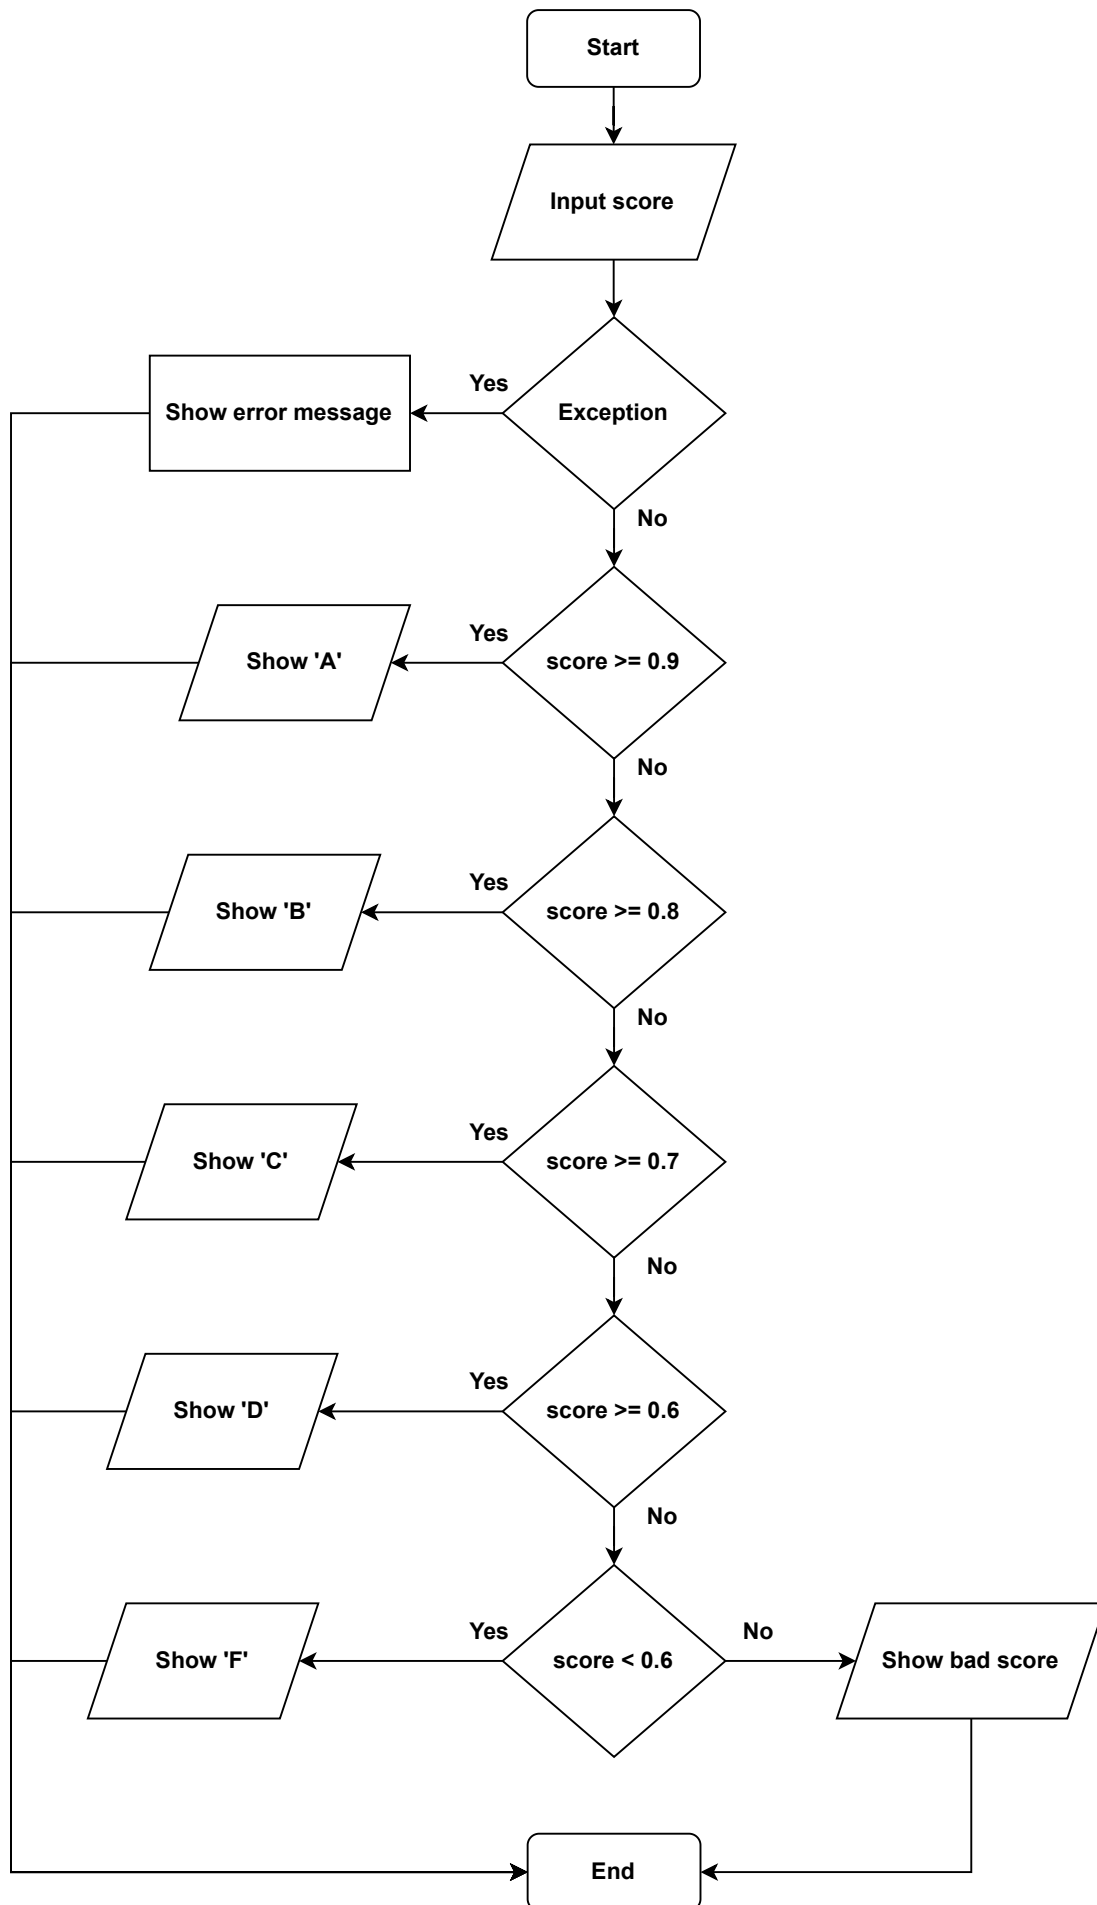 Start
Input score
Yes
Show error message
Exception
No
Yes
Show 'A'
score >= 0.9
No
Yes
Show 'B'
score >= 0.8
No
Yes
Show 'C'
score >= 0.7
No
Yes
Show 'D'
score >= 0.6
No
Yes
No
Show 'F'
score < 0.6
Show bad score
End